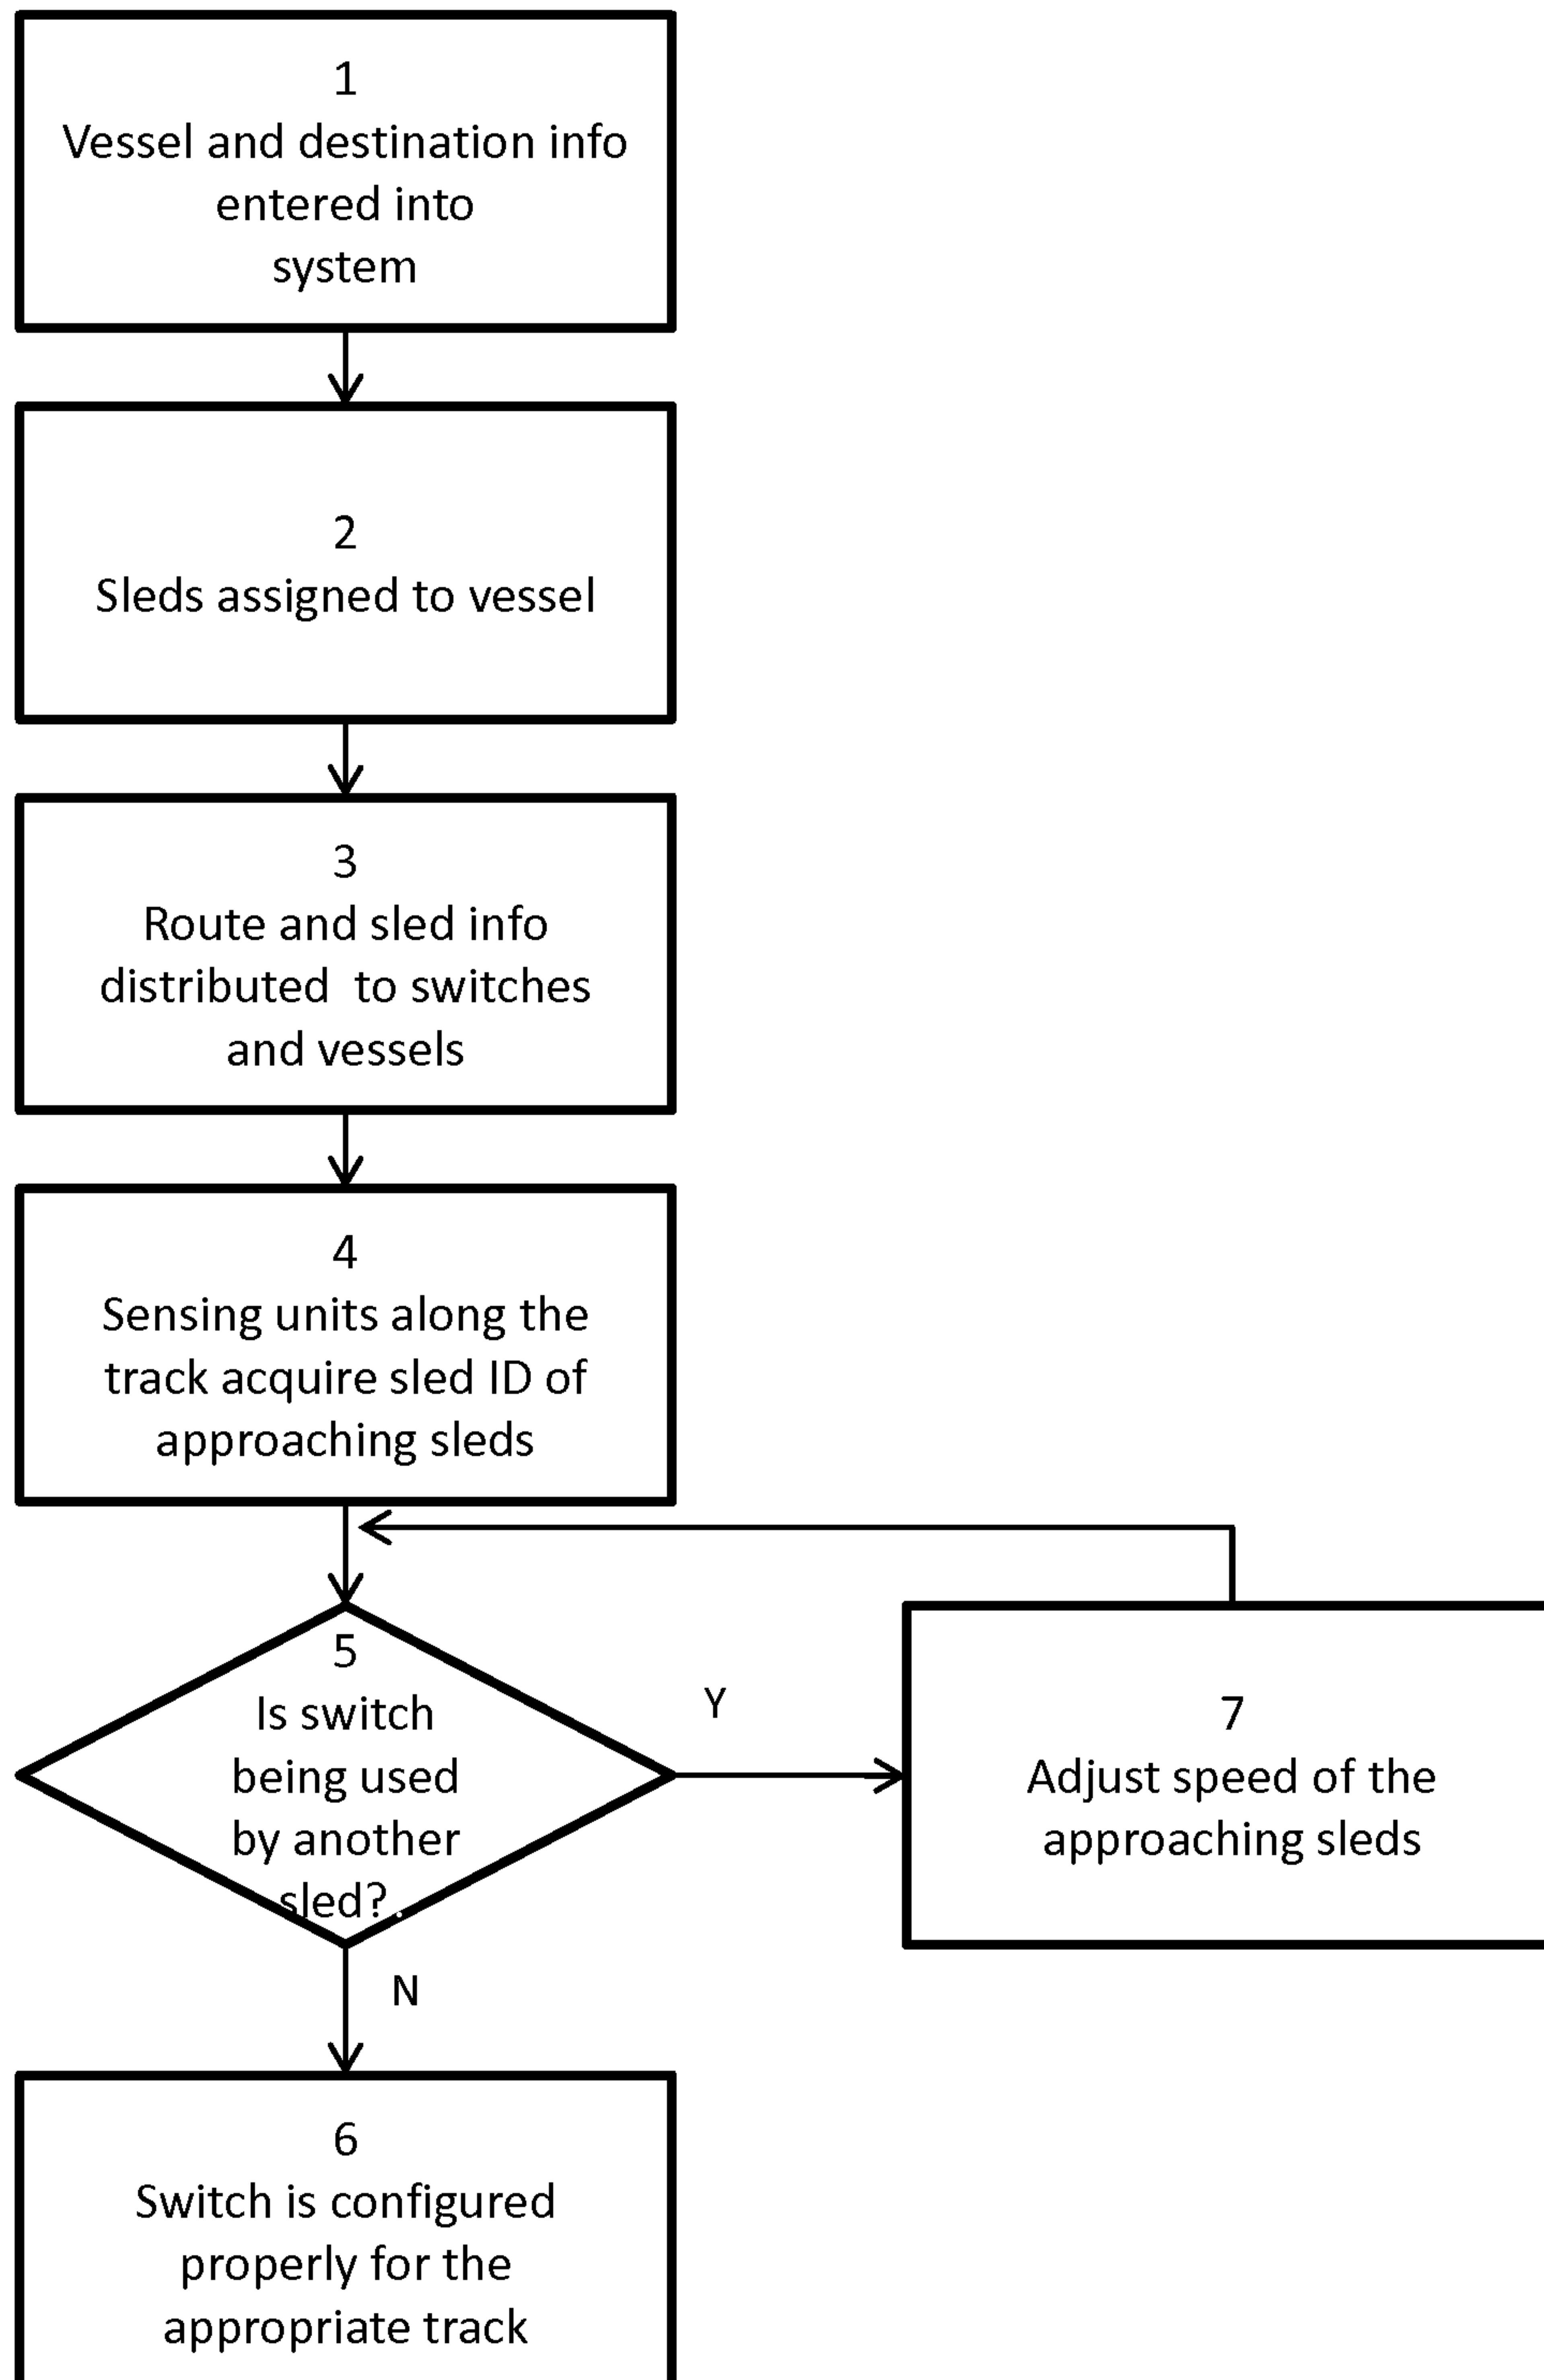 1
Vessel and destination info
entered into
system
2
Sleds assigned to vessel
3
Route and sled info
distributed to switches
and vessels
4
Sensing units along the
track acquire sled ID of
approaching sleds
5
Is switch
being used
by another
sled?.
Y
7
Adjust speed of the
approaching sleds
N
6
Switch is configured
properly for the
appropriate track